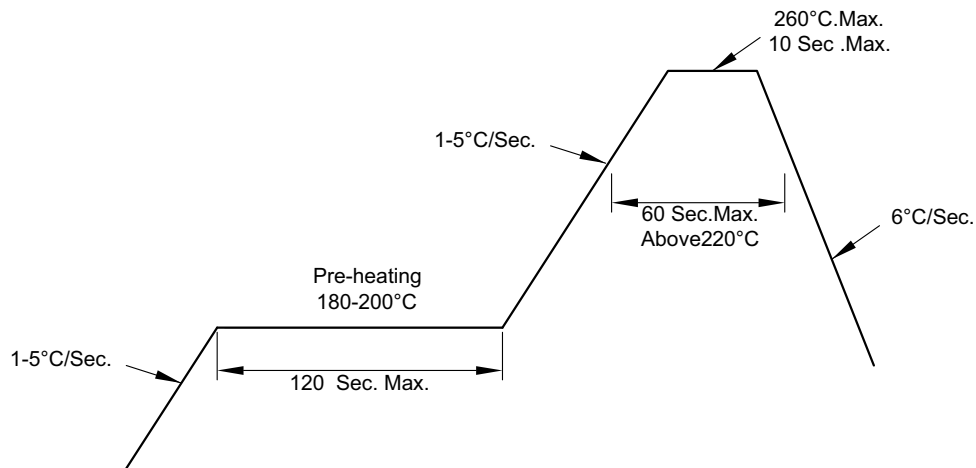 260°C.Max.
10 Sec .Max.
1-5°C/Sec.
60 Sec.Max.
Above220°C
6°C/Sec.
Pre-heating
180-200°C
1-5°C/Sec.
120 Sec. Max.